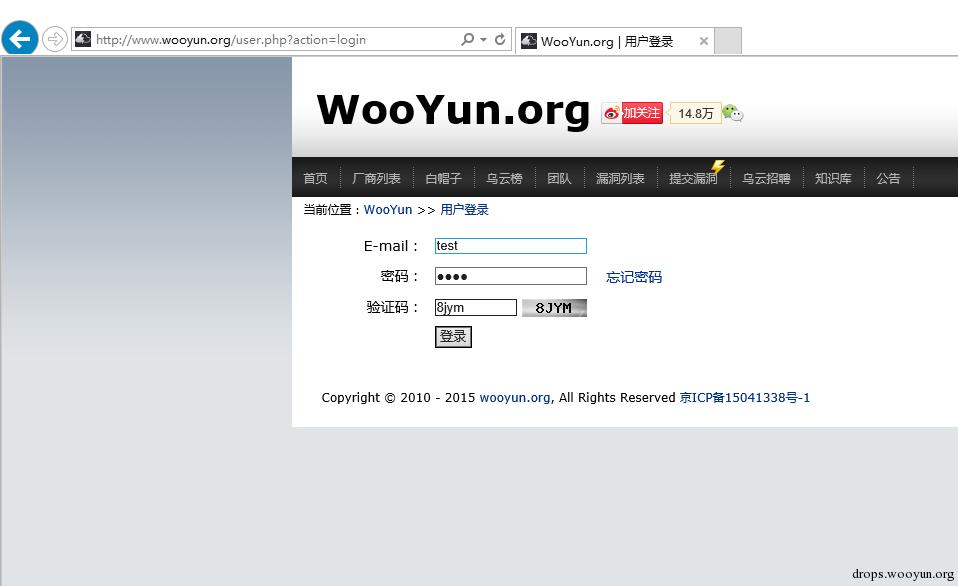 http://www.wooyun.org/user.php?action=login
WooYun.org | 用户登录
WooYun.org 加关注 14.8万
首页 厂商列表 白帽子 乌云榜 团队 漏洞列表 提交漏洞 乌云招聘 知识库 公告
当前位置：WooYun >> 用户登录
E-mail： test
密码： ●●●● 忘记密码
验证码： 8jym 8JYM
登录
Copyright © 2010 - 2015 wooyun.org, All Rights Reserved 京ICP备15041338号-1
drops.wooyun.org